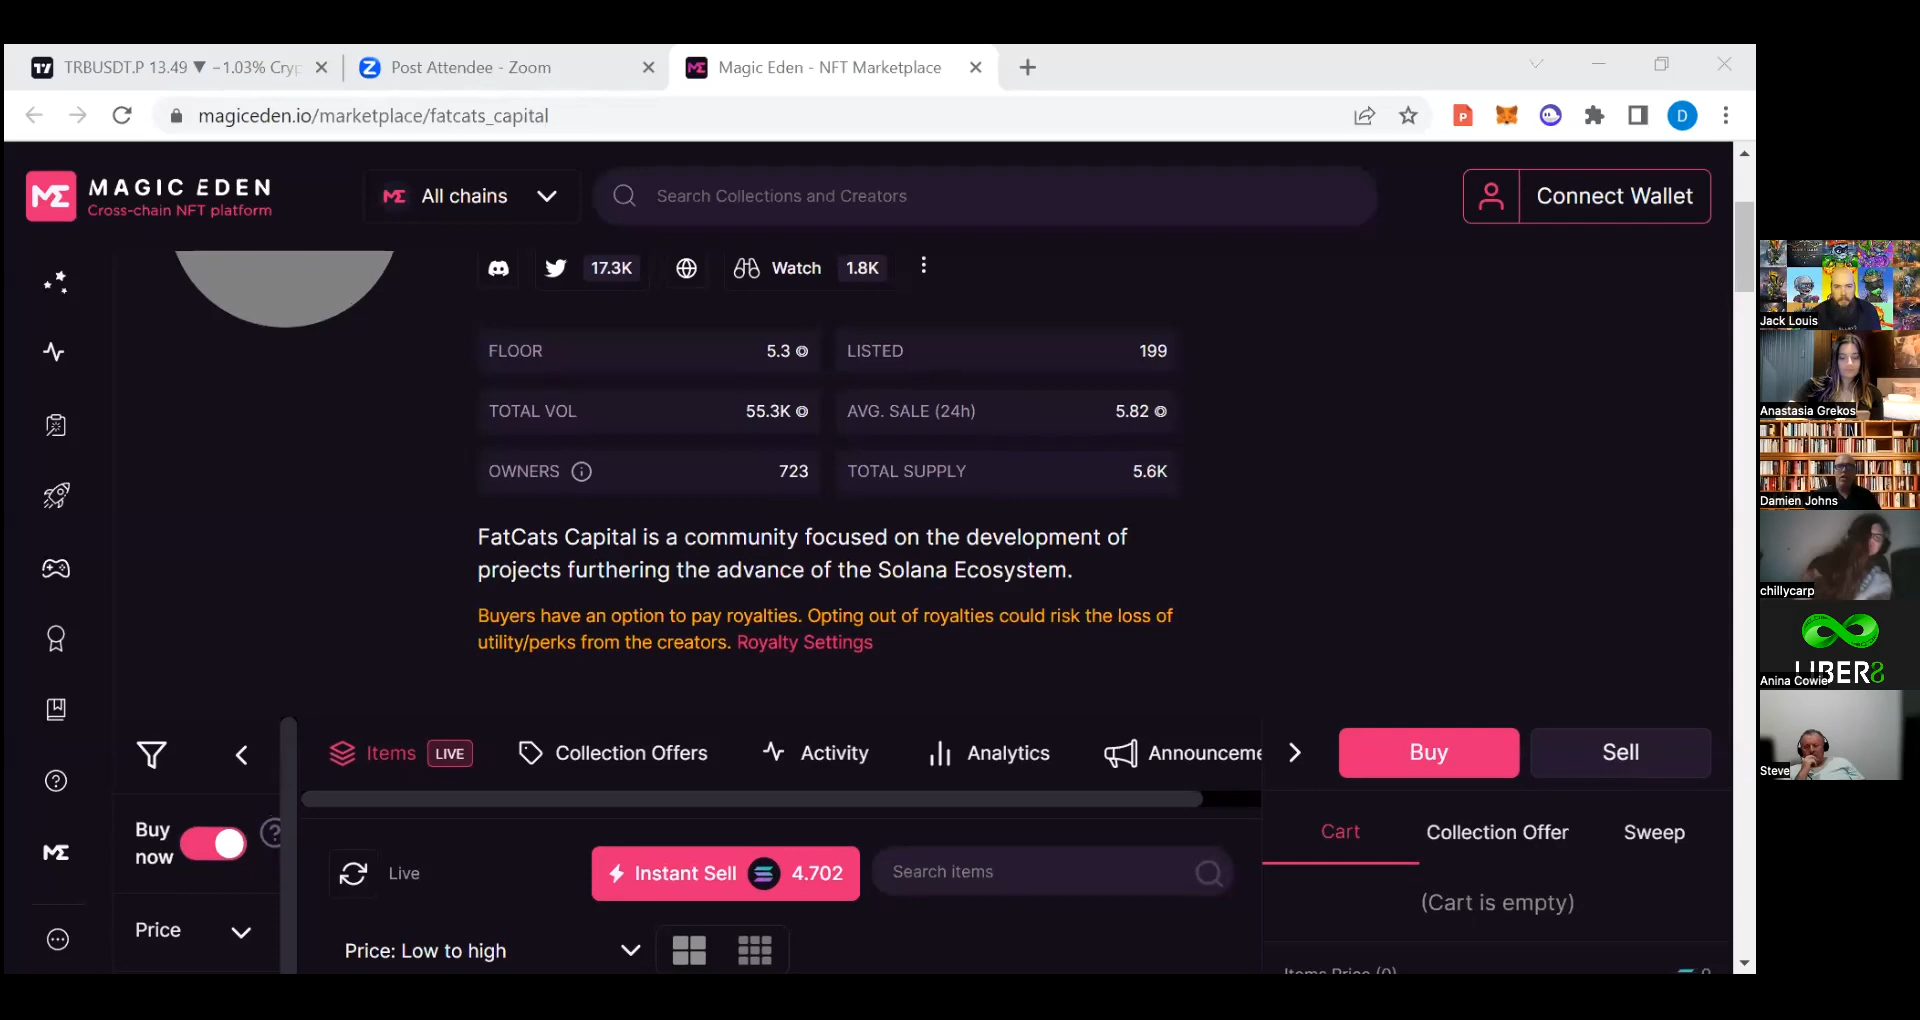 TRBUSDT.P 13.49 ▼ −1.03% Cryp
Post Attendee - Zoom
Magic Eden - NFT Marketplace
magiceden.io/marketplace/fatcats_capital
P
D
MAGIC EDEN
Cross-chain NFT platform
All chains
Search Collections and Creators
Connect Wallet
17.3K
Watch
1.8K
FLOOR 5.3
LISTED 199
TOTAL VOL 55.3K
AVG. SALE (24h) 5.82
OWNERS 723
TOTAL SUPPLY 5.6K
FatCats Capital is a community focused on the development of
projects furthering the advance of the Solana Ecosystem.
Buyers have an option to pay royalties. Opting out of royalties could risk the loss of
utility/perks from the creators. Royalty Settings
Items LIVE
Collection Offers
Activity
Analytics
Announceme
Buy
Sell
Buy
now
Cart
Collection Offer
Sweep
Live
Instant Sell 4.702
Search items
(Cart is empty)
Price
Price: Low to high
Items Price (0) 0
Jack Louis
Anastasia Grekos
Damien Johns
chillycarp
LIBER8
Anina Cowie
Steve